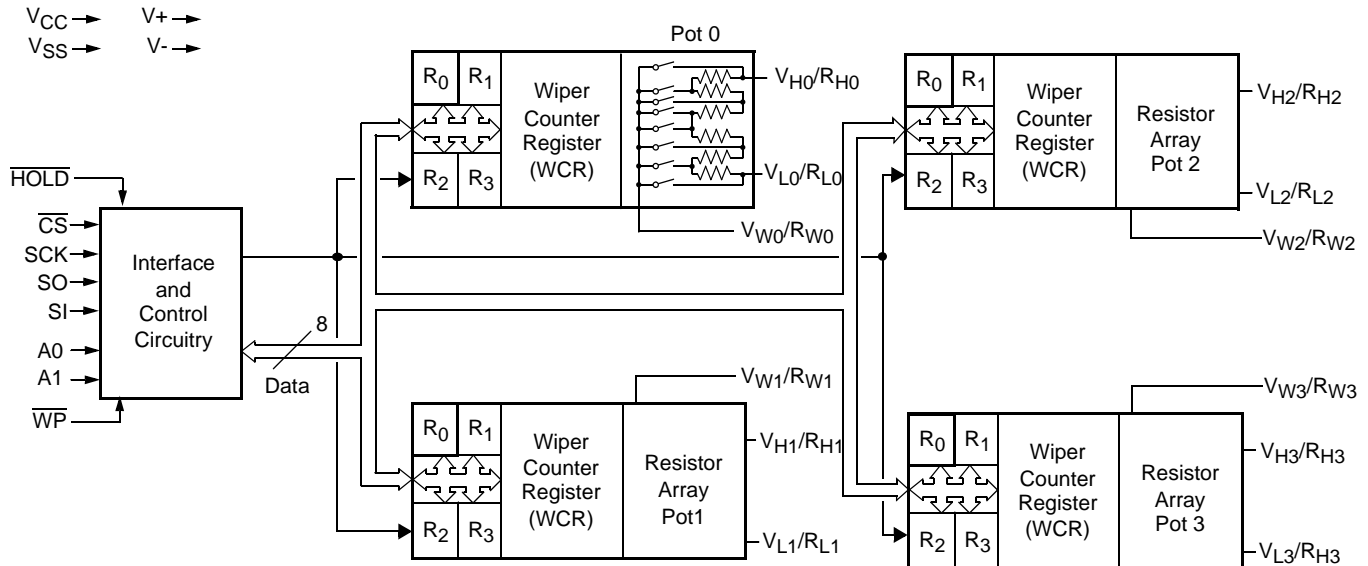 VCC V+
VSS V-
HOLD
CS
SCK
SO
SI
A0
A1
WP
Interface
and
Control
Circuitry
8
Data
Pot 0
R0 R1
R2 R3
Wiper
Counter
Register
(WCR)
VH0/RH0
VL0/RL0
VW0/RW0
R0 R1
R2 R3
Wiper
Counter
Register
(WCR)
Resistor
Array
Pot 2
VH2/RH2
VL2/RL2
VW2/RW2
VW1/RW1
R0 R1
R2 R3
Wiper
Counter
Register
(WCR)
Resistor
Array
Pot1
VH1/RH1
VL1/RL1
VW3/RW3
R0 R1
R2 R3
Wiper
Counter
Register
(WCR)
Resistor
Array
Pot 3
VH3/RH3
VL3/RH3